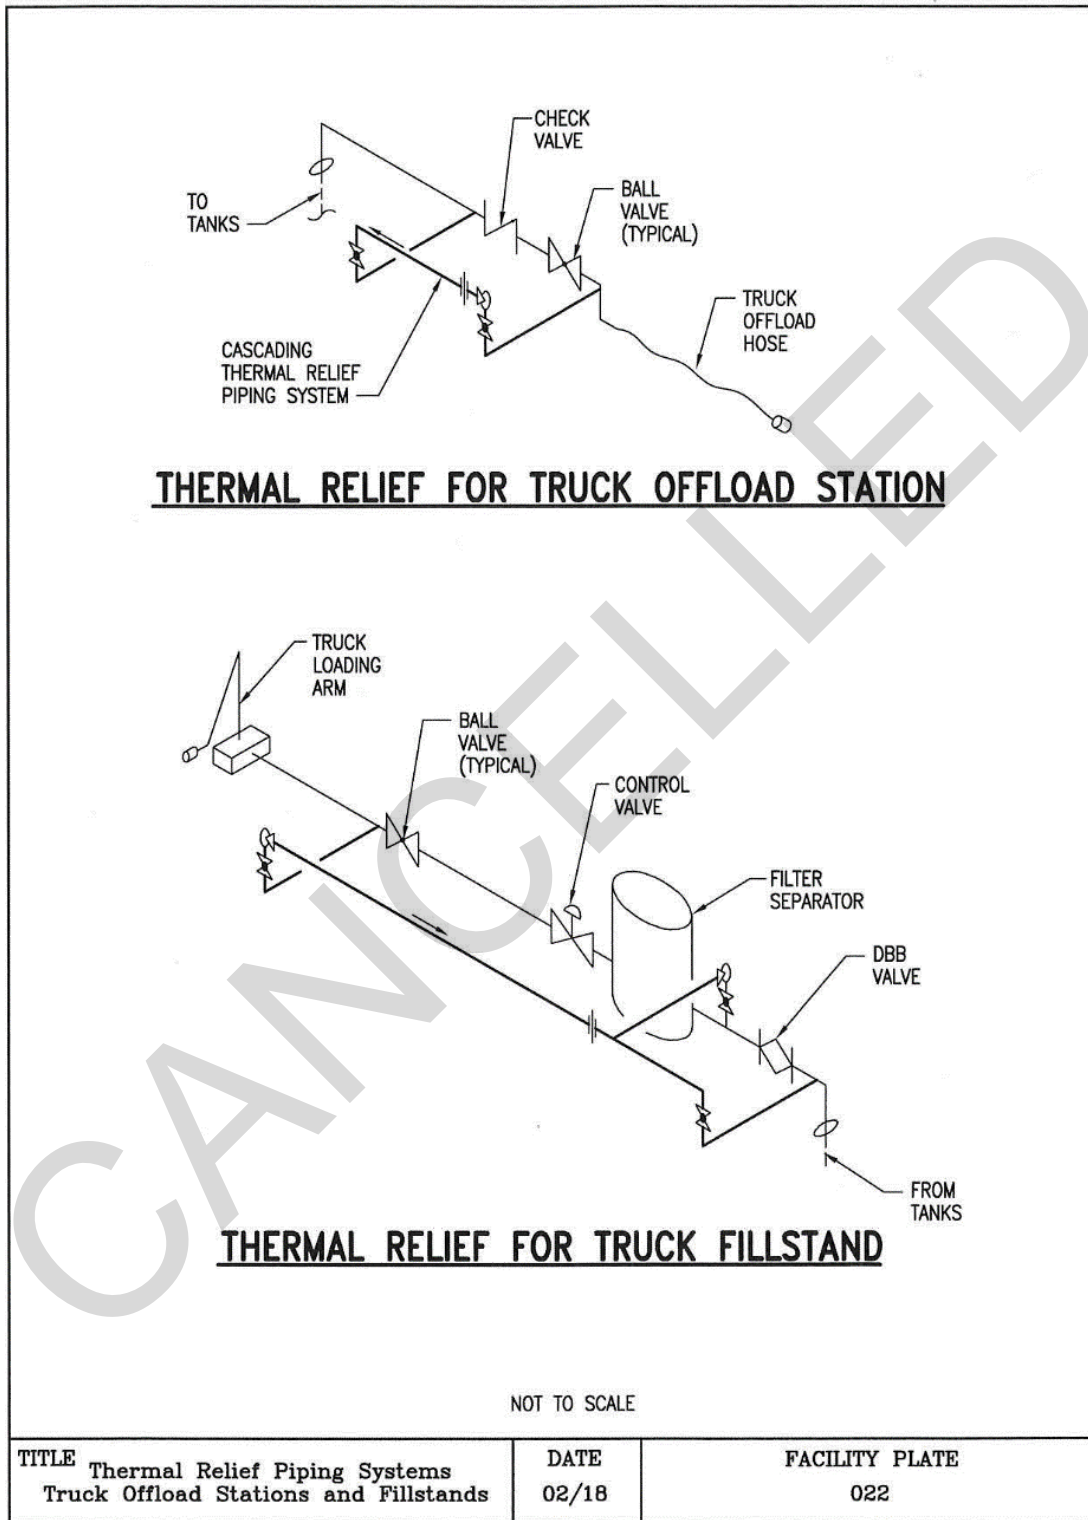 CHECK
VALVE
BALL
VALVE
(TYPICAL)
TO
TANKS
TRUCK
OFFLOAD
HOSE
CASCADING
THERMAL RELIEF
PIPING SYSTEM
THERMAL RELIEF FOR TRUCK OFFLOAD STATION
TRUCK
LOADING
ARM
BALL
VALVE
(TYPICAL)
CONTROL
VALVE
FILTER
SEPARATOR
DBB
VALVE
FROM
TANKS
THERMAL RELIEF FOR TRUCK FILLSTAND
CANCELLED
NOT TO SCALE
TITLE
Thermal Relief Piping Systems
Truck Offload Stations and Fillstands
DATE
02/18
FACILITY PLATE
022